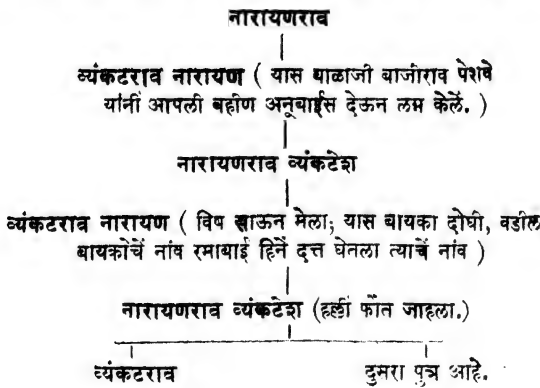 नारायणराव
व्यंकटराव नारायण ( यास बाळाजी बाजीराव पेशवे
यांनीं आपली बहीण अनूबाईस देऊन लग्न केलें. )
नारायणराव व्यंकटेश
व्यंकटराव नारायण ( विष खाऊन मेला; यास बायका दोघी, वडील
बायकोचें नांव रमाबाई हिनें दत्त घेतला त्याचें नांव )
नारायणराव व्यंकटेश (हल्लीं फौत जाहला.)
व्यंकटराव दुसरा पुत्र आहे.